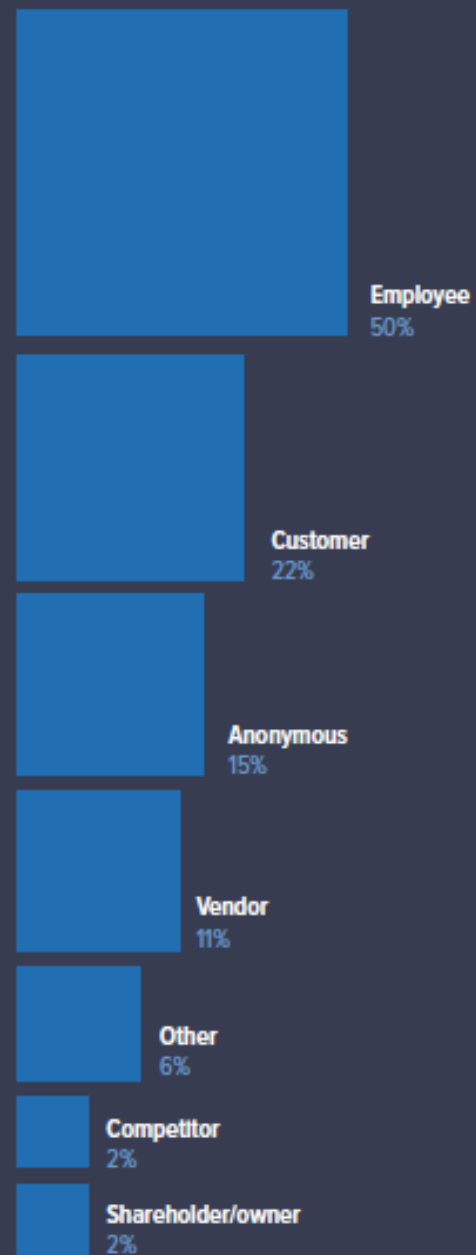 Employee
50%
Customer
22%
Anonymous
15%
Vendor
11%
Other
6%
Competitor
2%
Shareholder/owner
2%